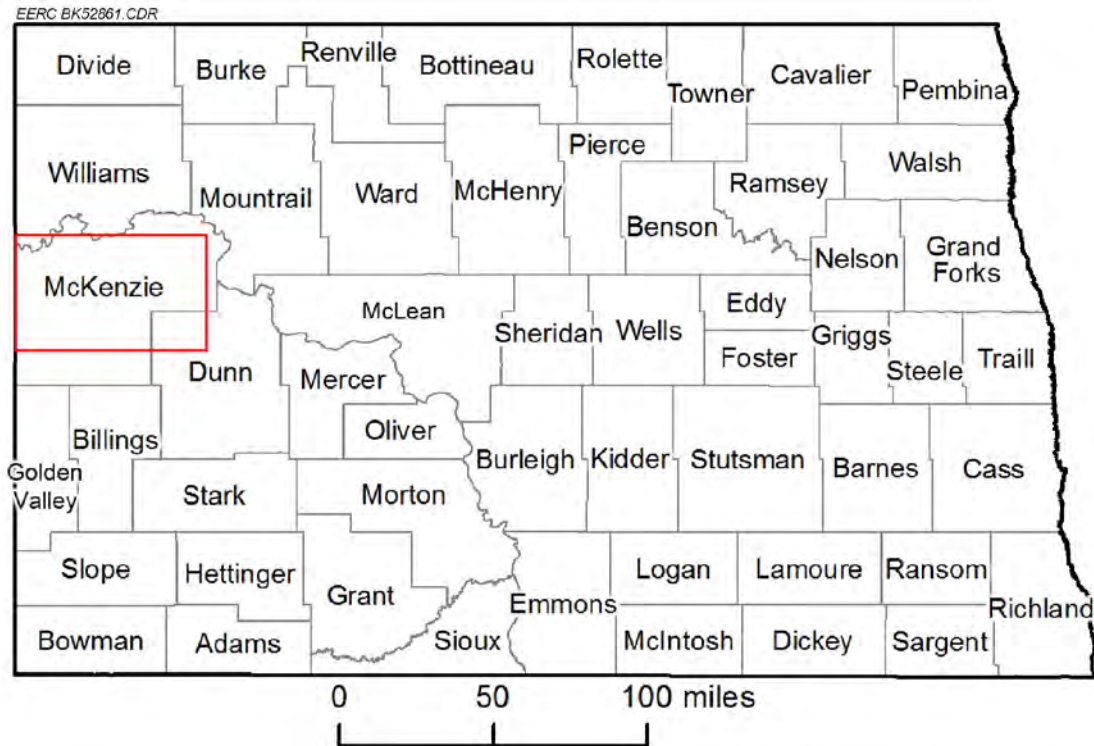 EERC BK52861.CDR
Divide
Burke
Renville
Bottineau
Rolette
Towner
Cavalier
Pembina
Williams
Mountrail
Ward
McHenry
Pierce
Benson
Ramsey
Walsh
Nelson
Grand
Forks
McKenzie
McLean
Sheridan
Wells
Eddy
Foster
Griggs
Steele
Traill
Dunn
Mercer
Oliver
Golden
Valley
Billings
Stark
Morton
Burleigh
Kidder
Stutsman
Barnes
Cass
Slope
Hettinger
Grant
Emmons
Logan
Lamoure
Ransom
Richland
Bowman
Adams
Sioux
McIntosh
Dickey
Sargent
0 50 100 miles